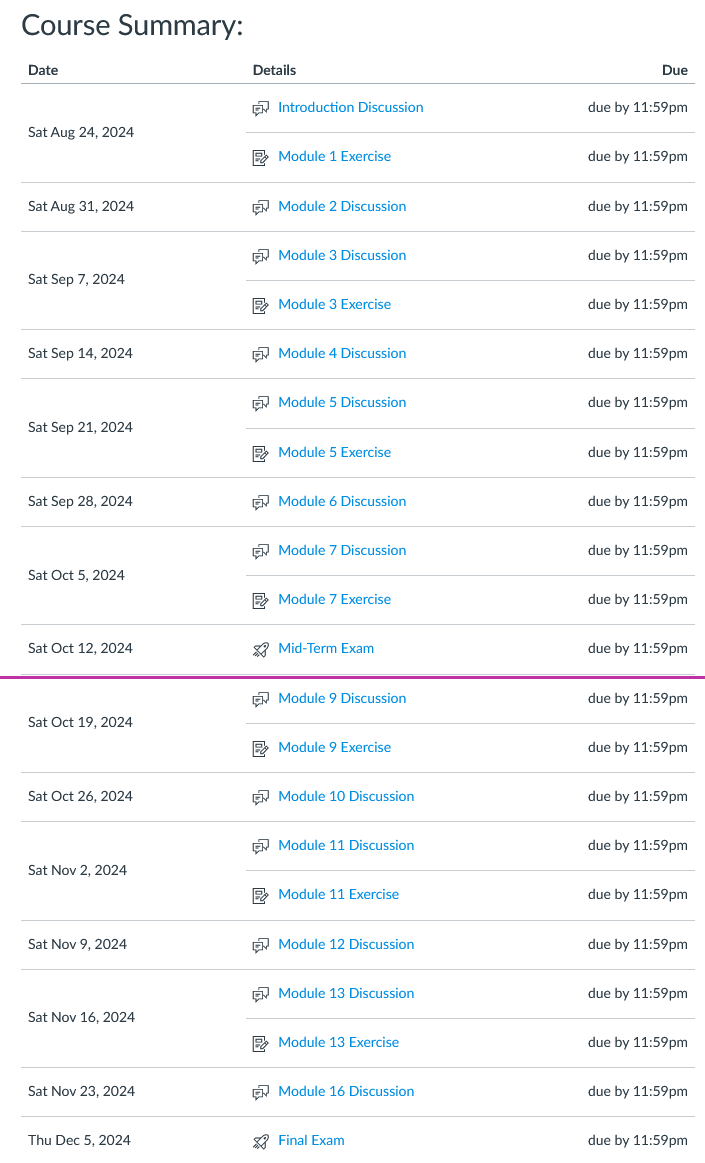 Course Summary:
Date Details Due
Sat Aug 24, 2024
Introduction Discussion due by 11:59pm
Module 1 Exercise due by 11:59pm
Sat Aug 31, 2024 Module 2 Discussion due by 11:59pm
Sat Sep 7, 2024
Module 3 Discussion due by 11:59pm
Module 3 Exercise due by 11:59pm
Sat Sep 14, 2024 Module 4 Discussion due by 11:59pm
Sat Sep 21, 2024
Module 5 Discussion due by 11:59pm
Module 5 Exercise due by 11:59pm
Sat Sep 28, 2024 Module 6 Discussion due by 11:59pm
Sat Oct 5, 2024
Module 7 Discussion due by 11:59pm
Module 7 Exercise due by 11:59pm
Sat Oct 12, 2024 Mid-Term Exam due by 11:59pm
Sat Oct 19, 2024
Module 9 Discussion due by 11:59pm
Module 9 Exercise due by 11:59pm
Sat Oct 26, 2024 Module 10 Discussion due by 11:59pm
Sat Nov 2, 2024
Module 11 Discussion due by 11:59pm
Module 11 Exercise due by 11:59pm
Sat Nov 9, 2024 Module 12 Discussion due by 11:59pm
Sat Nov 16, 2024
Module 13 Discussion due by 11:59pm
Module 13 Exercise due by 11:59pm
Sat Nov 23, 2024 Module 16 Discussion due by 11:59pm
Thu Dec 5, 2024 Final Exam due by 11:59pm